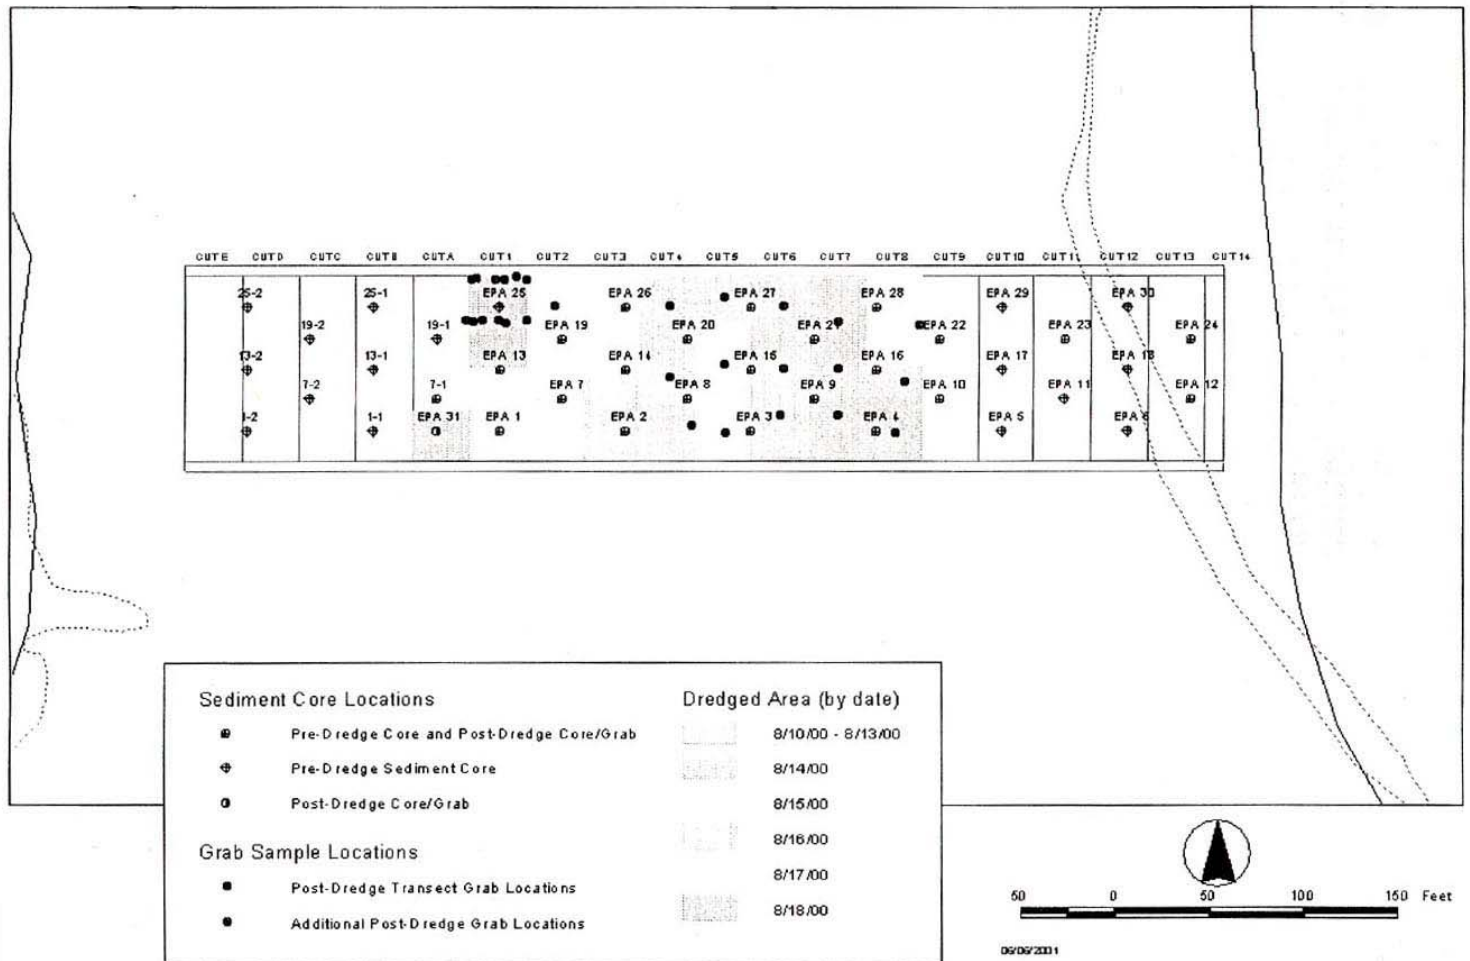 CUTE CUTD CUTC CUTB CUTA CUT1 CUT2 CUT3 CUT4 CUT5 CUT6 CUT7 CUT8 CUT9 CUT10 CUT11 CUT12 CUT13 CUT14
25-2 25-1 EPA 25 EPA 26 EPA 27 EPA 28 EPA 29 EPA 30
19-2 19-1 EPA 19 EPA 20 EPA 21 EPA 22 EPA 23 EPA 24
13-2 13-1 EPA 13 EPA 14 EPA 15 EPA 16 EPA 17 EPA 18
7-2 7-1 EPA 7 EPA 8 EPA 9 EPA 10 EPA 11 EPA 12
1-2 1-1 EPA 31 EPA 1 EPA 2 EPA 3 EPA 4 EPA 5 EPA 6
Sediment Core Locations
Pre-Dredge Core and Post-Dredge Core/Grab
Pre-Dredge Sediment Core
Post-Dredge Core/Grab
Grab Sample Locations
Post-Dredge Transect Grab Locations
Additional Post-Dredge Grab Locations
Dredged Area (by date)
8/10/00 - 8/13/00
8/14/00
8/15/00
8/16/00
8/17/00
8/18/00
50 0 50 100 150 Feet
06/06/2001